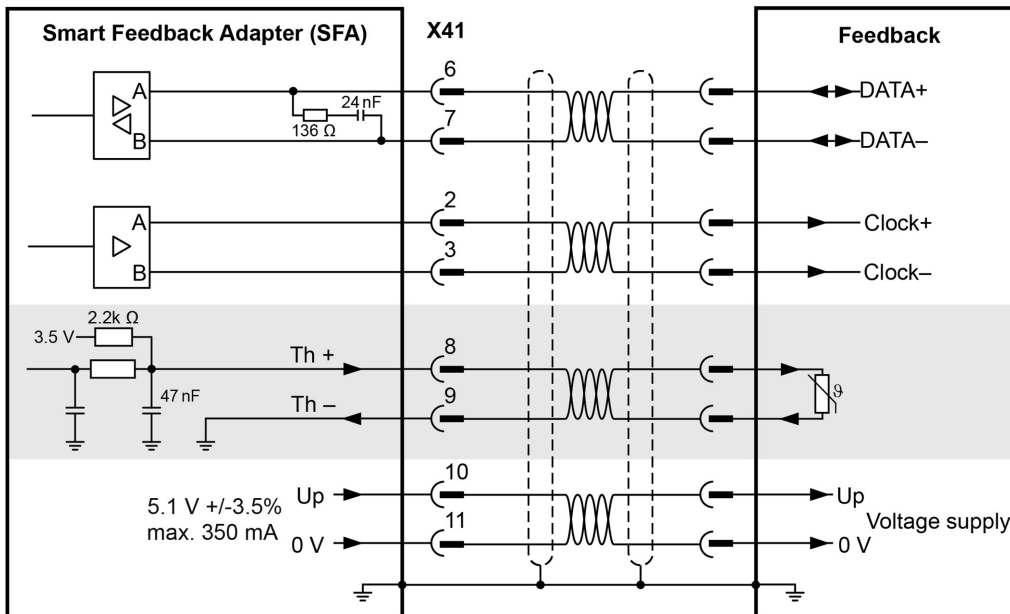 Smart Feedback Adapter (SFA)
X41
Feedback
A
B
136 Ω
24 nF
6
7
DATA+
DATA–
A
B
2
3
Clock+
Clock–
2.2k Ω
3.5 V
47 nF
Th +
Th –
8
9
ϑ
5.1 V +/-3.5%
max. 350 mA
Up
0 V
10
11
Up
0 V
Voltage supply